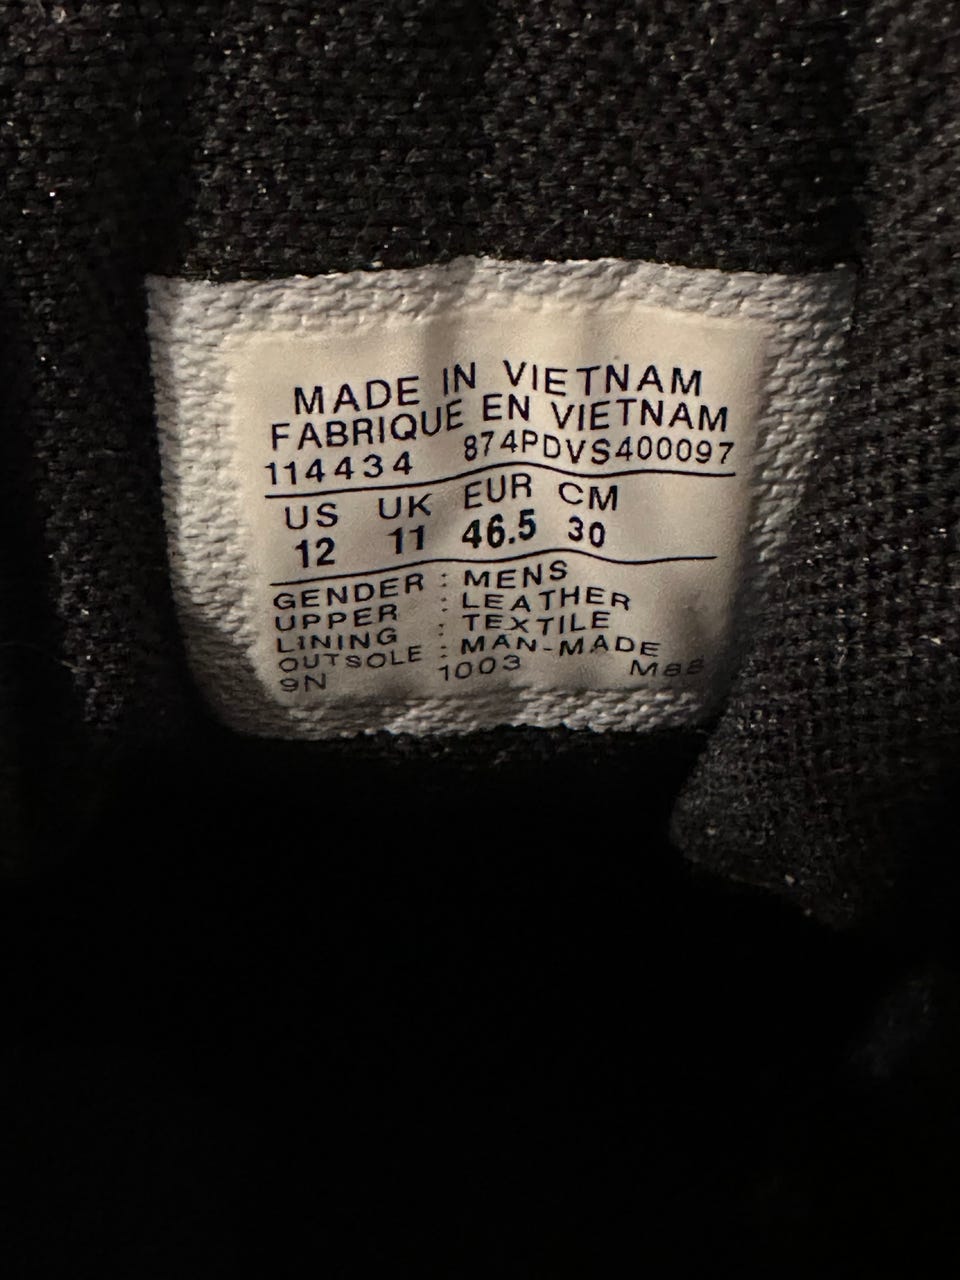 MADE IN VIETNAM
FABRIQUE EN VIETNAM
114434 874PDVS400097
US UK EUR CM
12 11 46.5 30
GENDER : MENS
UPPER : LEATHER
LINING : TEXTILE
OUTSOLE : MAN-MADE
9N 1003